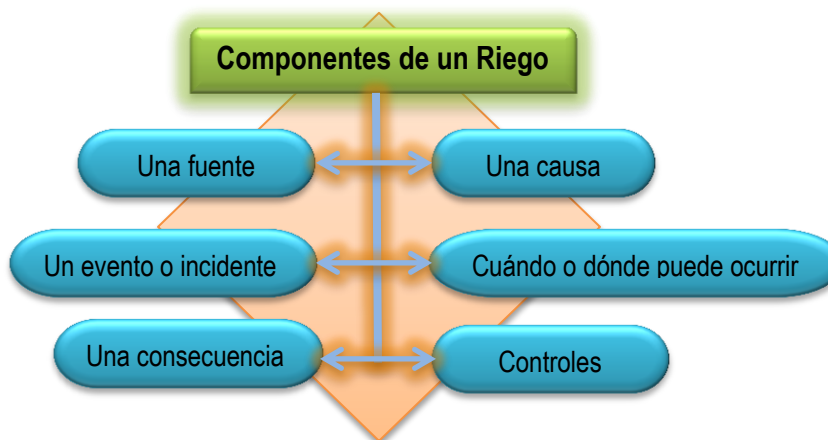 Componentes de un Riego
Una fuente
Una causa
Un evento o incidente
Cuándo o dónde puede ocurrir
Una consecuencia
Controles